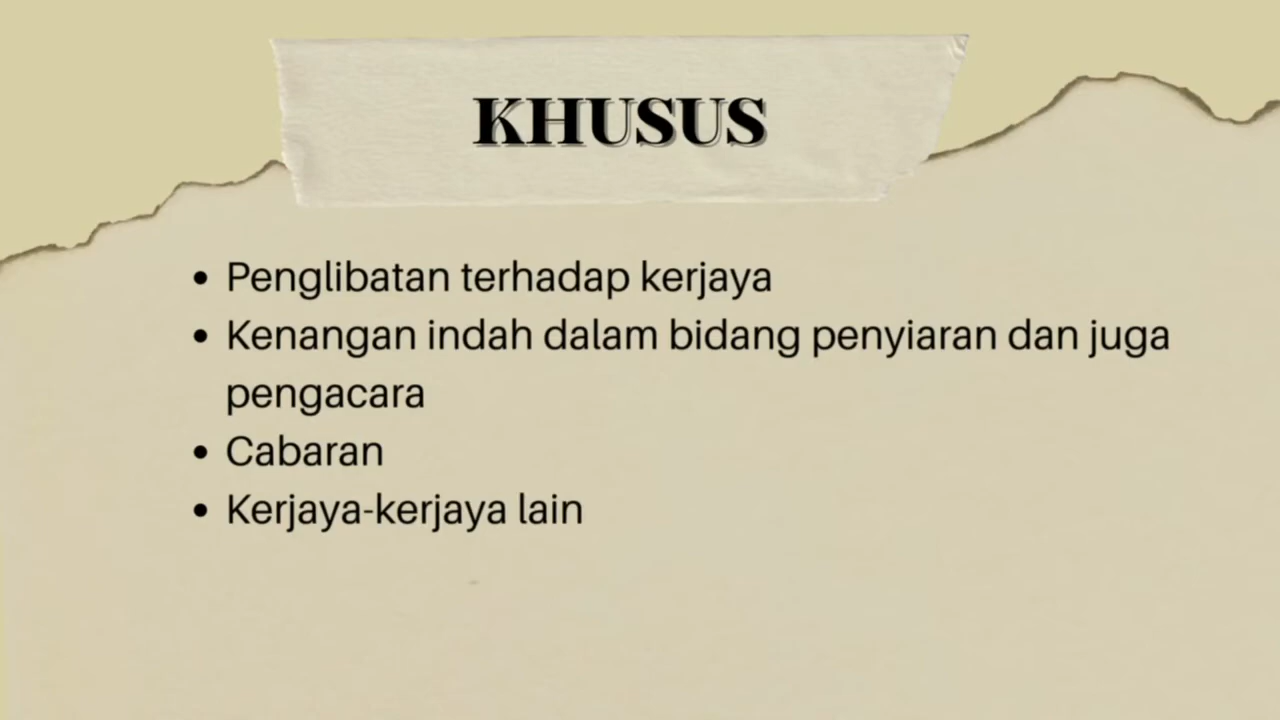 KHUSUS
• Penglibatan terhadap kerjaya
• Kenangan indah dalam bidang penyiaran dan juga
pengacara
• Cabaran
• Kerjaya-kerjaya lain